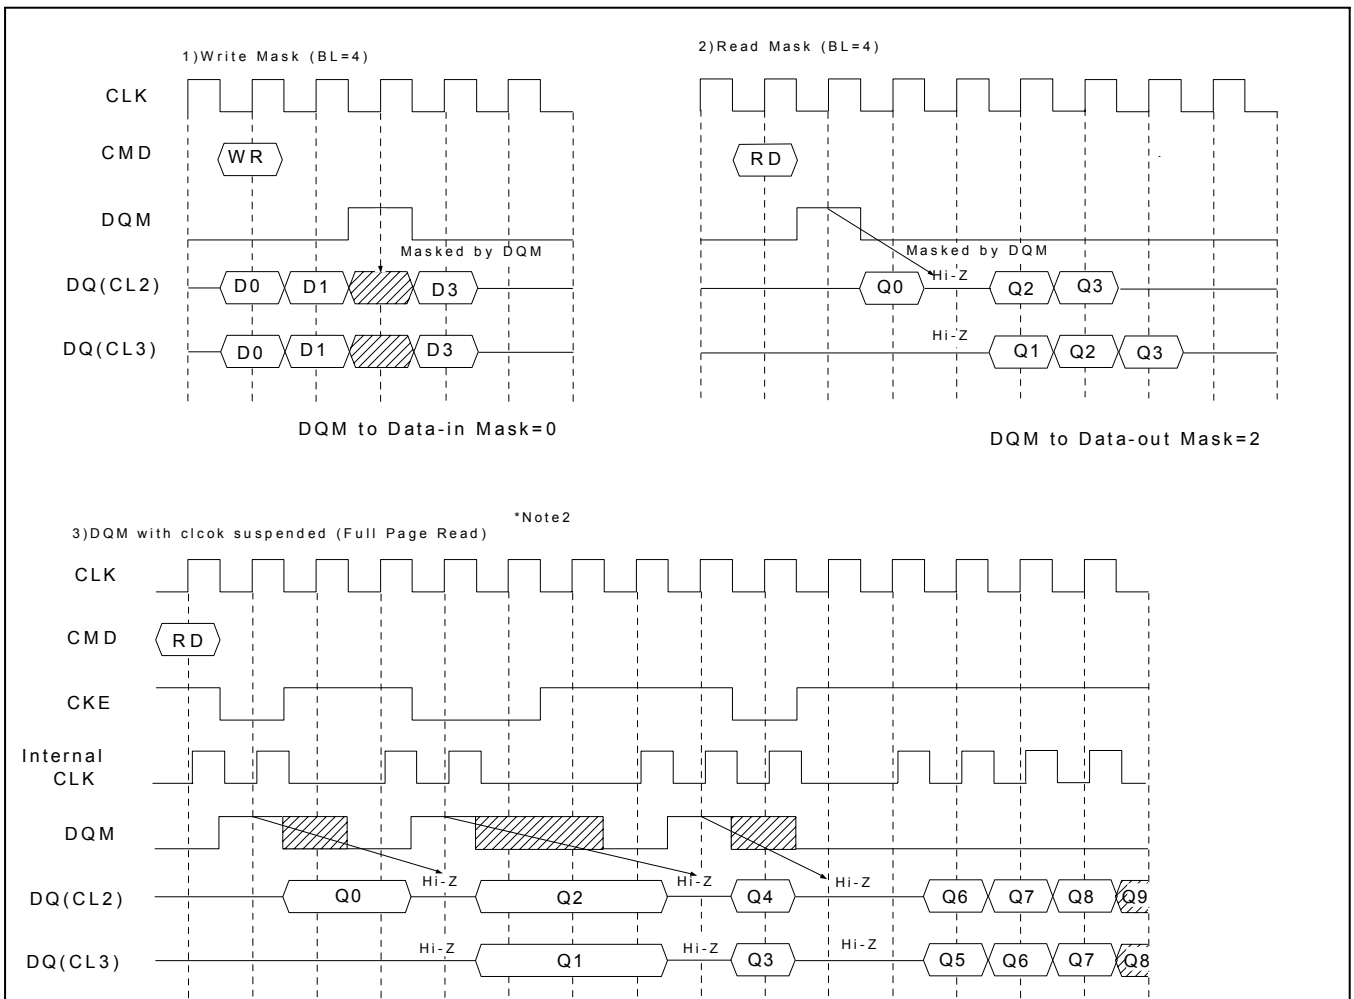 1)Write Mask (BL=4)
2)Read Mask (BL=4)
CLK
CMD
WR
RD
DQM
Masked by DQM
Masked by DQM
DQ(CL2)
D0
D1
D3
Q0
Hi-Z
Q2
Q3
DQ(CL3)
D0
D1
D3
Hi-Z
Q1
Q2
Q3
DQM to Data-in Mask=0
DQM to Data-out Mask=2
*Note2
3)DQM with clcok suspended (Full Page Read)
CLK
CMD
RD
CKE
Internal
CLK
DQM
DQ(CL2)
Q0
Hi-Z
Q2
Hi-Z
Q4
Hi-Z
Q6
Q7
Q8
Q9
DQ(CL3)
Hi-Z
Q1
Hi-Z
Q3
Hi-Z
Q5
Q6
Q7
Q8